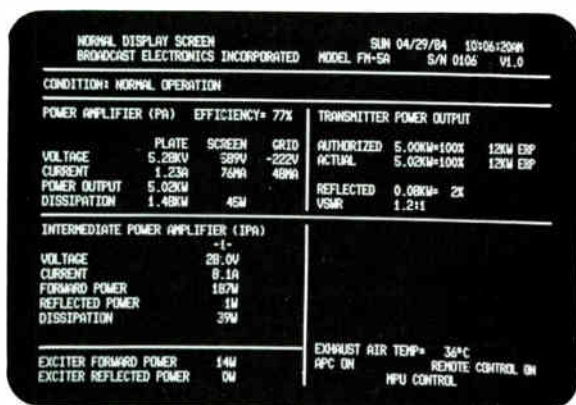 NORMAL DISPLAY SCREEN SUN 04/29/84 10:06:20AM
BROADCAST ELECTRONICS INCORPORATED MODEL FM-5A S/N 0106 V1.0
CONDITION: NORMAL OPERATION
POWER AMPLIFIER (PA) EFFICIENCY= 77%
PLATE SCREEN GRID
VOLTAGE 5.28KV 589V -222V
CURRENT 1.23A 76MA 48MA
POWER OUTPUT 5.02KW
DISSIPATION 1.48KW 45W
TRANSMITTER POWER OUTPUT
AUTHORIZED 5.00KW=100% 12KW ERP
ACTUAL 5.02KW=100% 12KW ERP
REFLECTED 0.08KW= 2%
VSWR 1.2:1
INTERMEDIATE POWER AMPLIFIER (IPA)
-1-
VOLTAGE 28.0V
CURRENT 8.1A
FORWARD POWER 187W
REFLECTED POWER 1W
DISSIPATION 39W
EXCITER FORWARD POWER 14W
EXCITER REFLECTED POWER 0W
EXHAUST AIR TEMP= 36°C
APC ON REMOTE CONTROL ON
MPU CONTROL